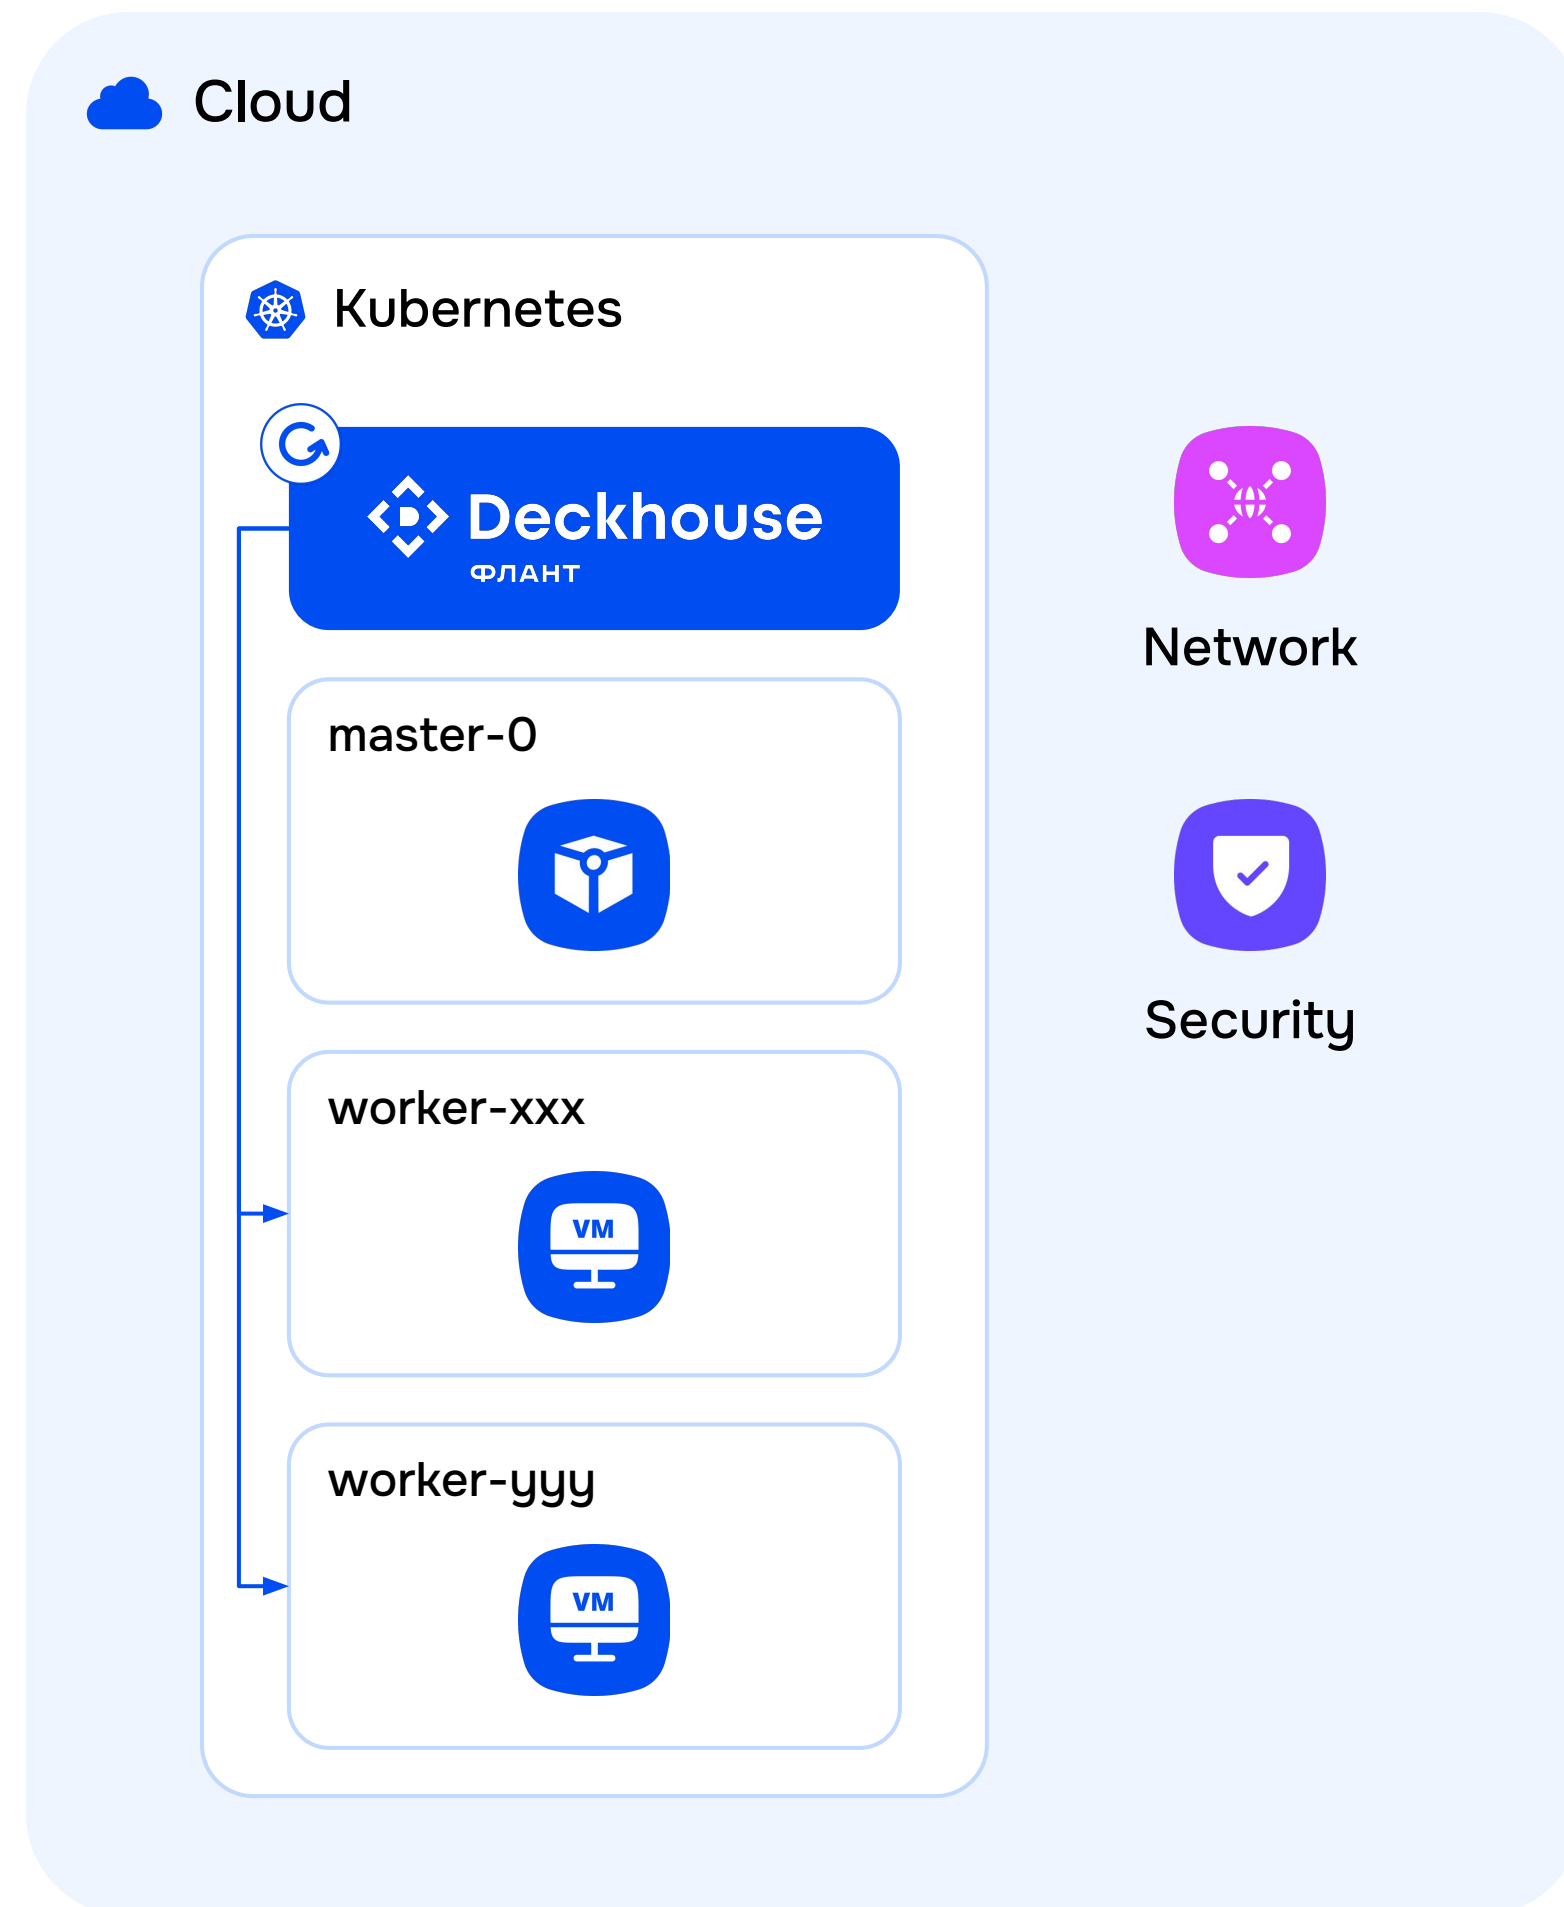 Cloud
Kubernetes
Deckhouse
ФЛАНТ
master-0
worker-xxx
VM
worker-yyy
VM
Network
Security